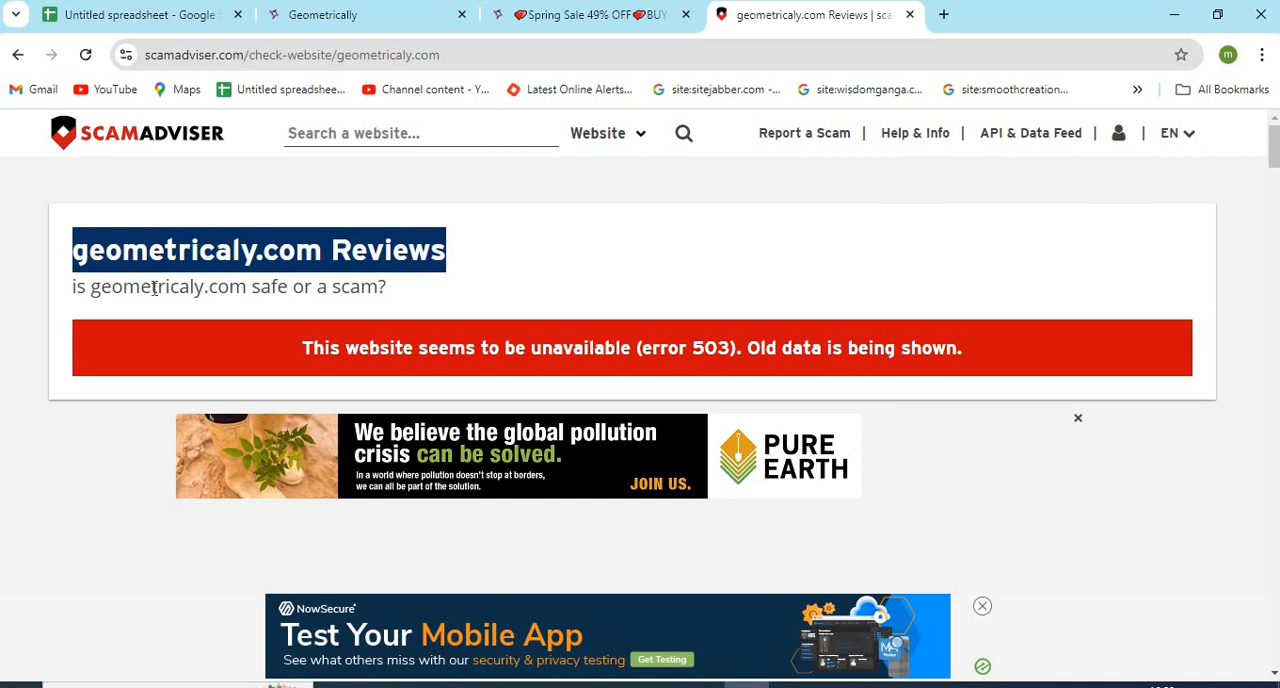 Untitled spreadsheet - Google
Geometrically
Spring Sale 49% OFF BUY
geometricaly.com Reviews | sca
scamadviser.com/check-website/geometricaly.com
m
Gmail
YouTube
Maps
Untitled spreadshee...
Channel content - Y...
Latest Online Alerts...
site:sitejabber.com -...
site:wisdomganga.c...
site:smoothcreation...
»
All Bookmarks
SCAMADVISER
Search a website...
Website
Report a Scam | Help & Info | API & Data Feed | | EN
geometricaly.com Reviews
is geometricaly.com safe or a scam?
This website seems to be unavailable (error 503). Old data is being shown.
We believe the global pollution
crisis can be solved.
In a world where pollution doesn't stop at borders,
we can all be part of the solution.
JOIN US.
PURE
EARTH
NowSecure
Test Your Mobile App
See what others miss with our security & privacy testing
Get Testing